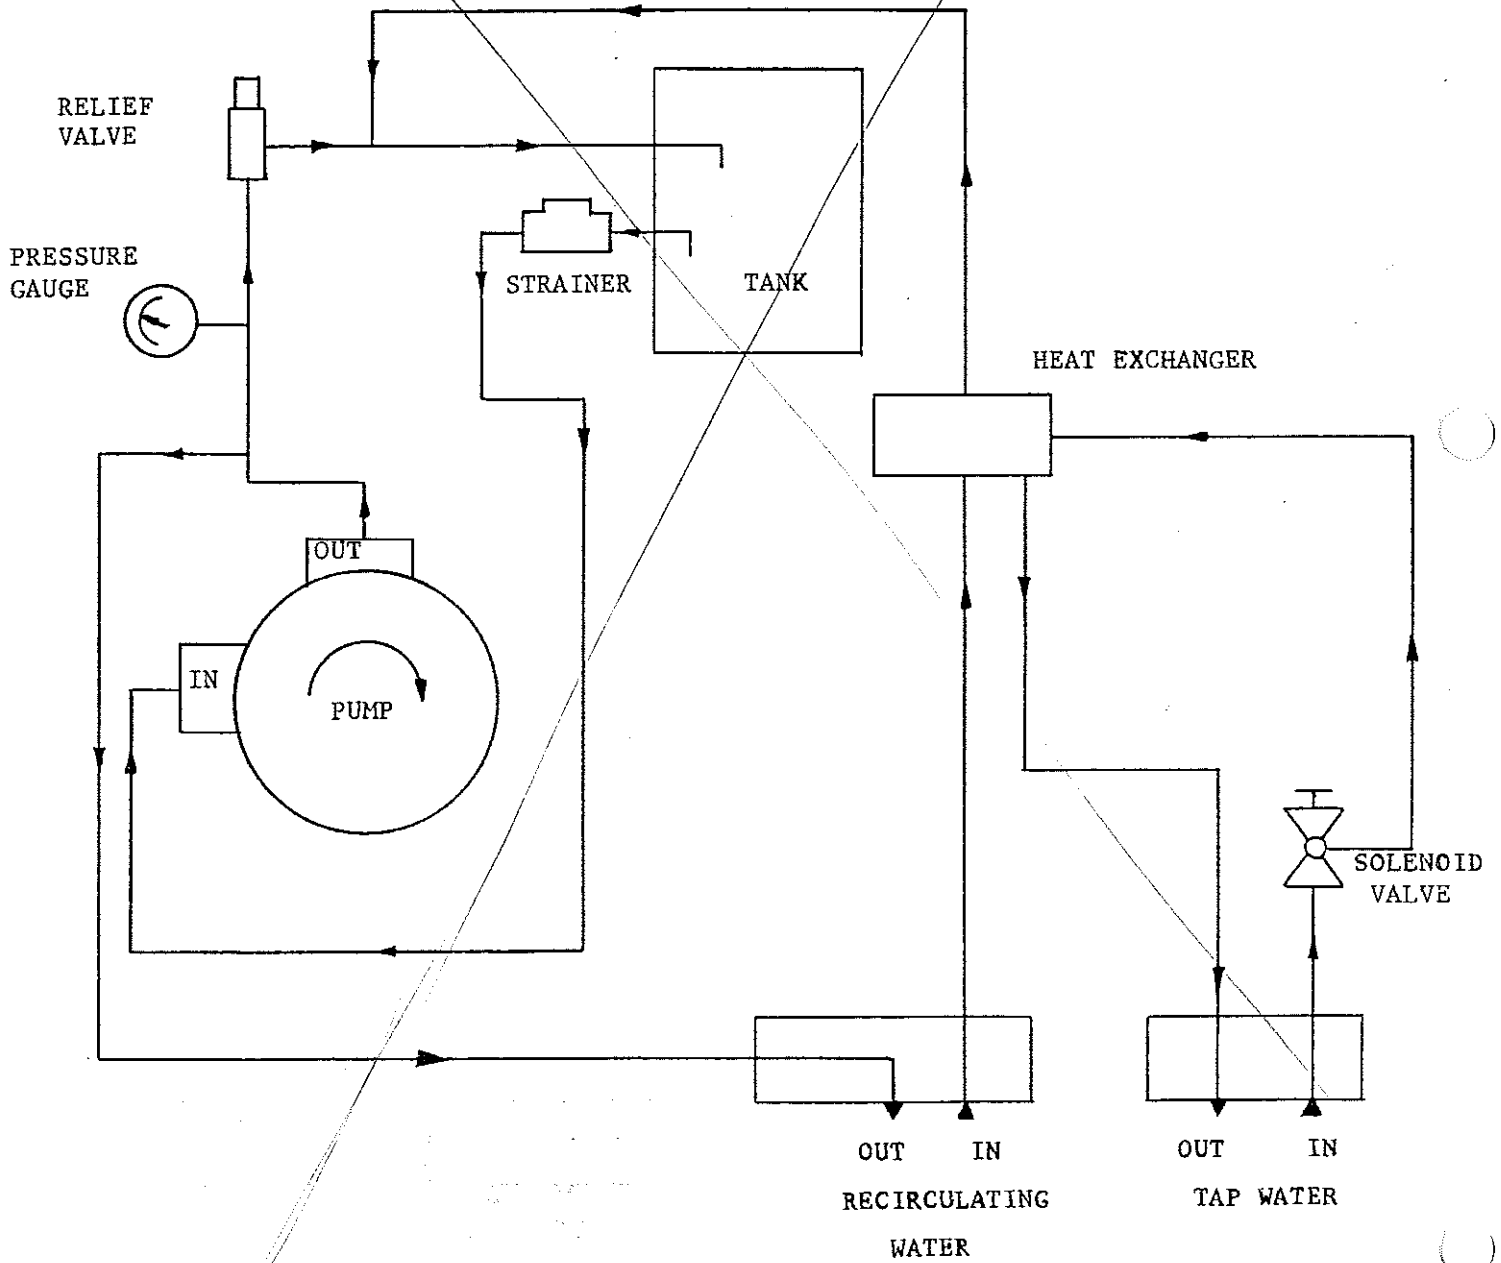 RELIEF
VALVE
PRESSURE
GAUGE
STRAINER
TANK
HEAT EXCHANGER
OUT
IN
PUMP
SOLENOID
VALVE
OUT IN
RECIRCULATING
WATER
OUT IN
TAP WATER